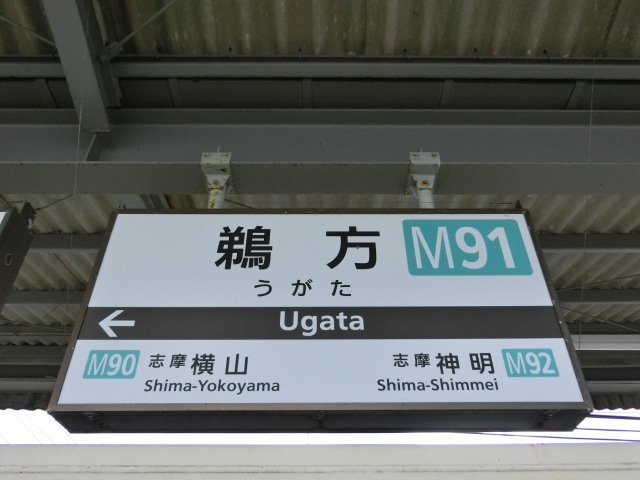 鵜方 M91
うがた
← Ugata
M90 志摩横山 志摩神明 M92
Shima-Yokoyama Shima-Shimmei